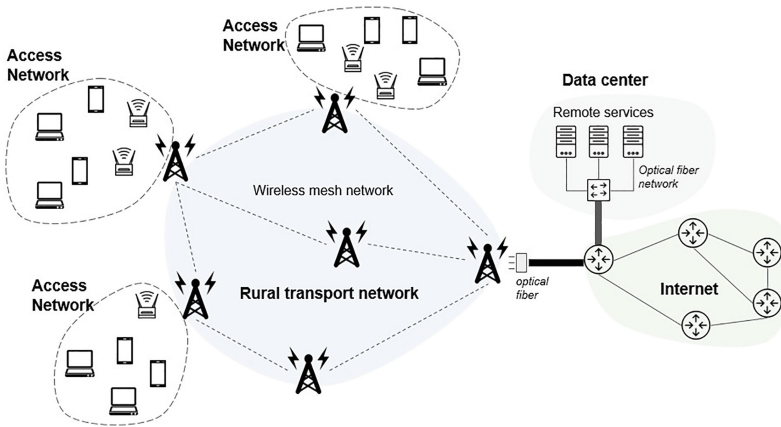 Access
Network
Access
Network
Data center
Remote services
Optical fiber
network
Wireless mesh network
Rural transport network
optical
fiber
Internet
Access
Network